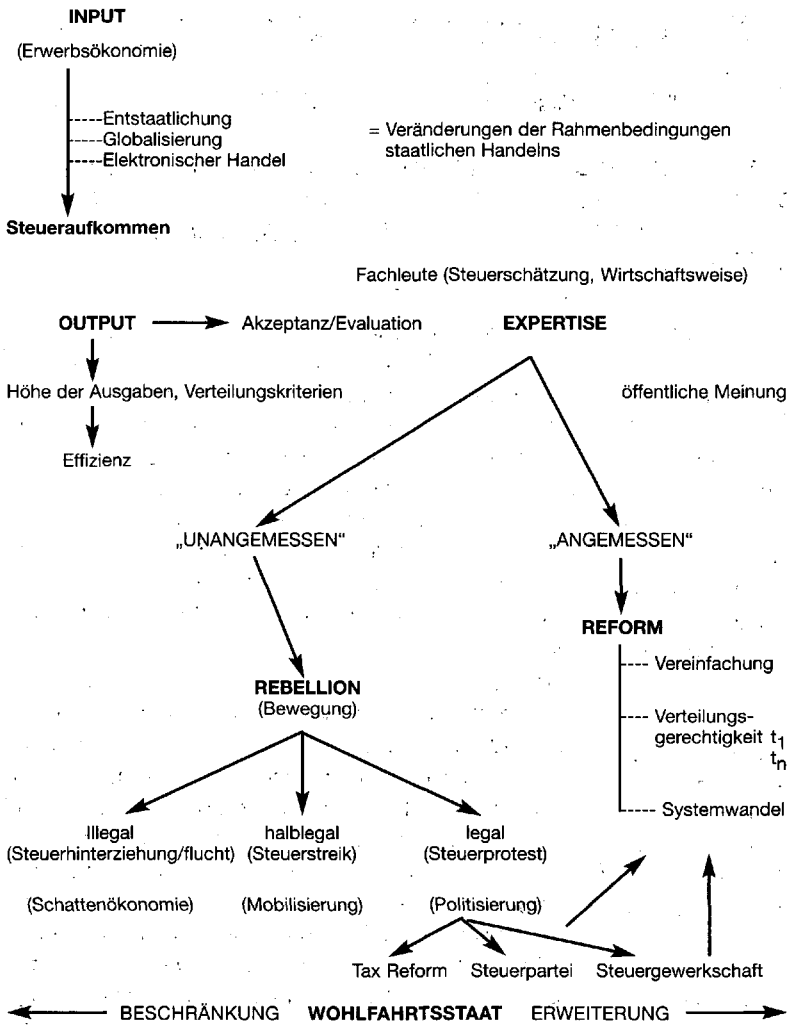 INPUT
(Erwerbsökonomie)
Entstaatlichung
Globalisierung
Elektronischer Handel
= Veränderungen der Rahmenbedingungen
staatlichen Handelns
Steueraufkommen
Fachleute (Steuerschätzung, Wirtschaftsweise)
OUTPUT
Akzeptanz/Evaluation
EXPERTISE
Höhe der Ausgaben, Verteilungskriterien
öffentliche Meinung
Effizienz
„UNANGEMESSEN“
„ANGEMESSEN“
REFORM
Vereinfachung
Verteilungs-
gerechtigkeit t1
tn
Systemwandel
REBELLION
(Bewegung)
illegal
(Steuerhinterziehung/flucht)
halblegal
(Steuerstreik)
legal
(Steuerprotest)
(Schattenökonomie)
(Mobilisierung)
(Politisierung)
Tax Reform
Steuerpartei
Steuergewerkschaft
BESCHRÄNKUNG WOHLFAHRTSSTAAT ERWEITERUNG